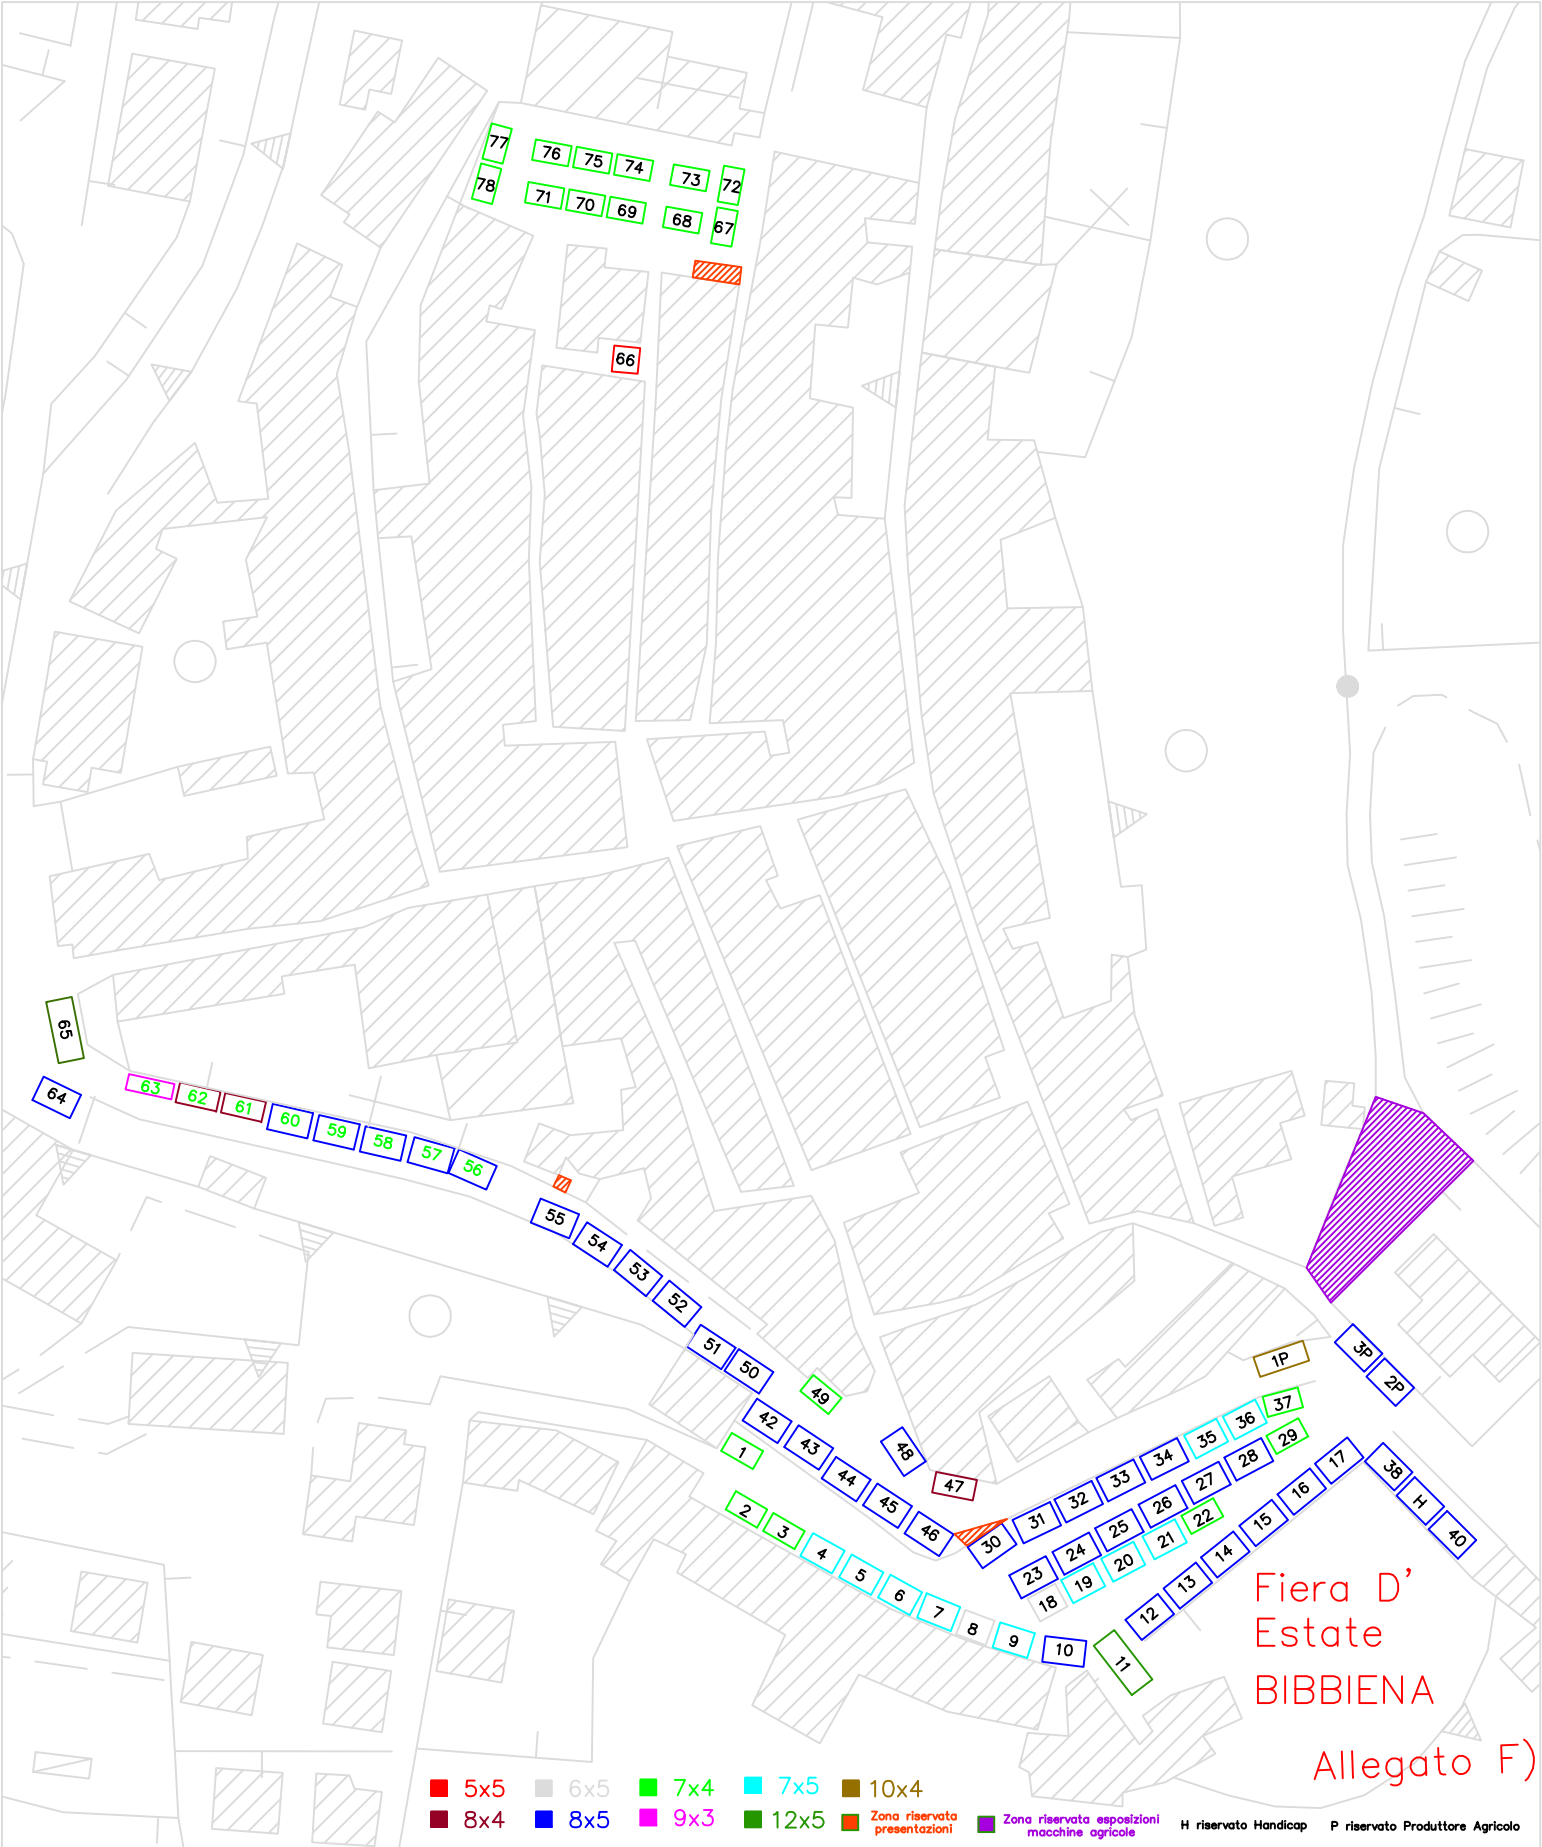 77 76 75 74 73 72
78 71 70 69 68 67
66
65
64 63 62 61 60 59 58 57 56
55 54 53 52
51 50 49
42 43 44 45 46 48 47
1P 3P 2P
30 31 32 33 34 35 36 37
23 24 25 26 27 28 29
18 19 20 21 22
1
2 3 4 5 6 7 8 9 10 11
12 13 14 15 16 17
38 H 40
Fiera D'
Estate
BIBBIENA
Allegato F)
5x5 6x5 7x4 7x5 10x4
8x4 8x5 9x3 12x5
Zona riservata
presentazioni
Zona riservata esposizioni
macchine agricole
H riservato Handicap
P riservato Produttore Agricolo